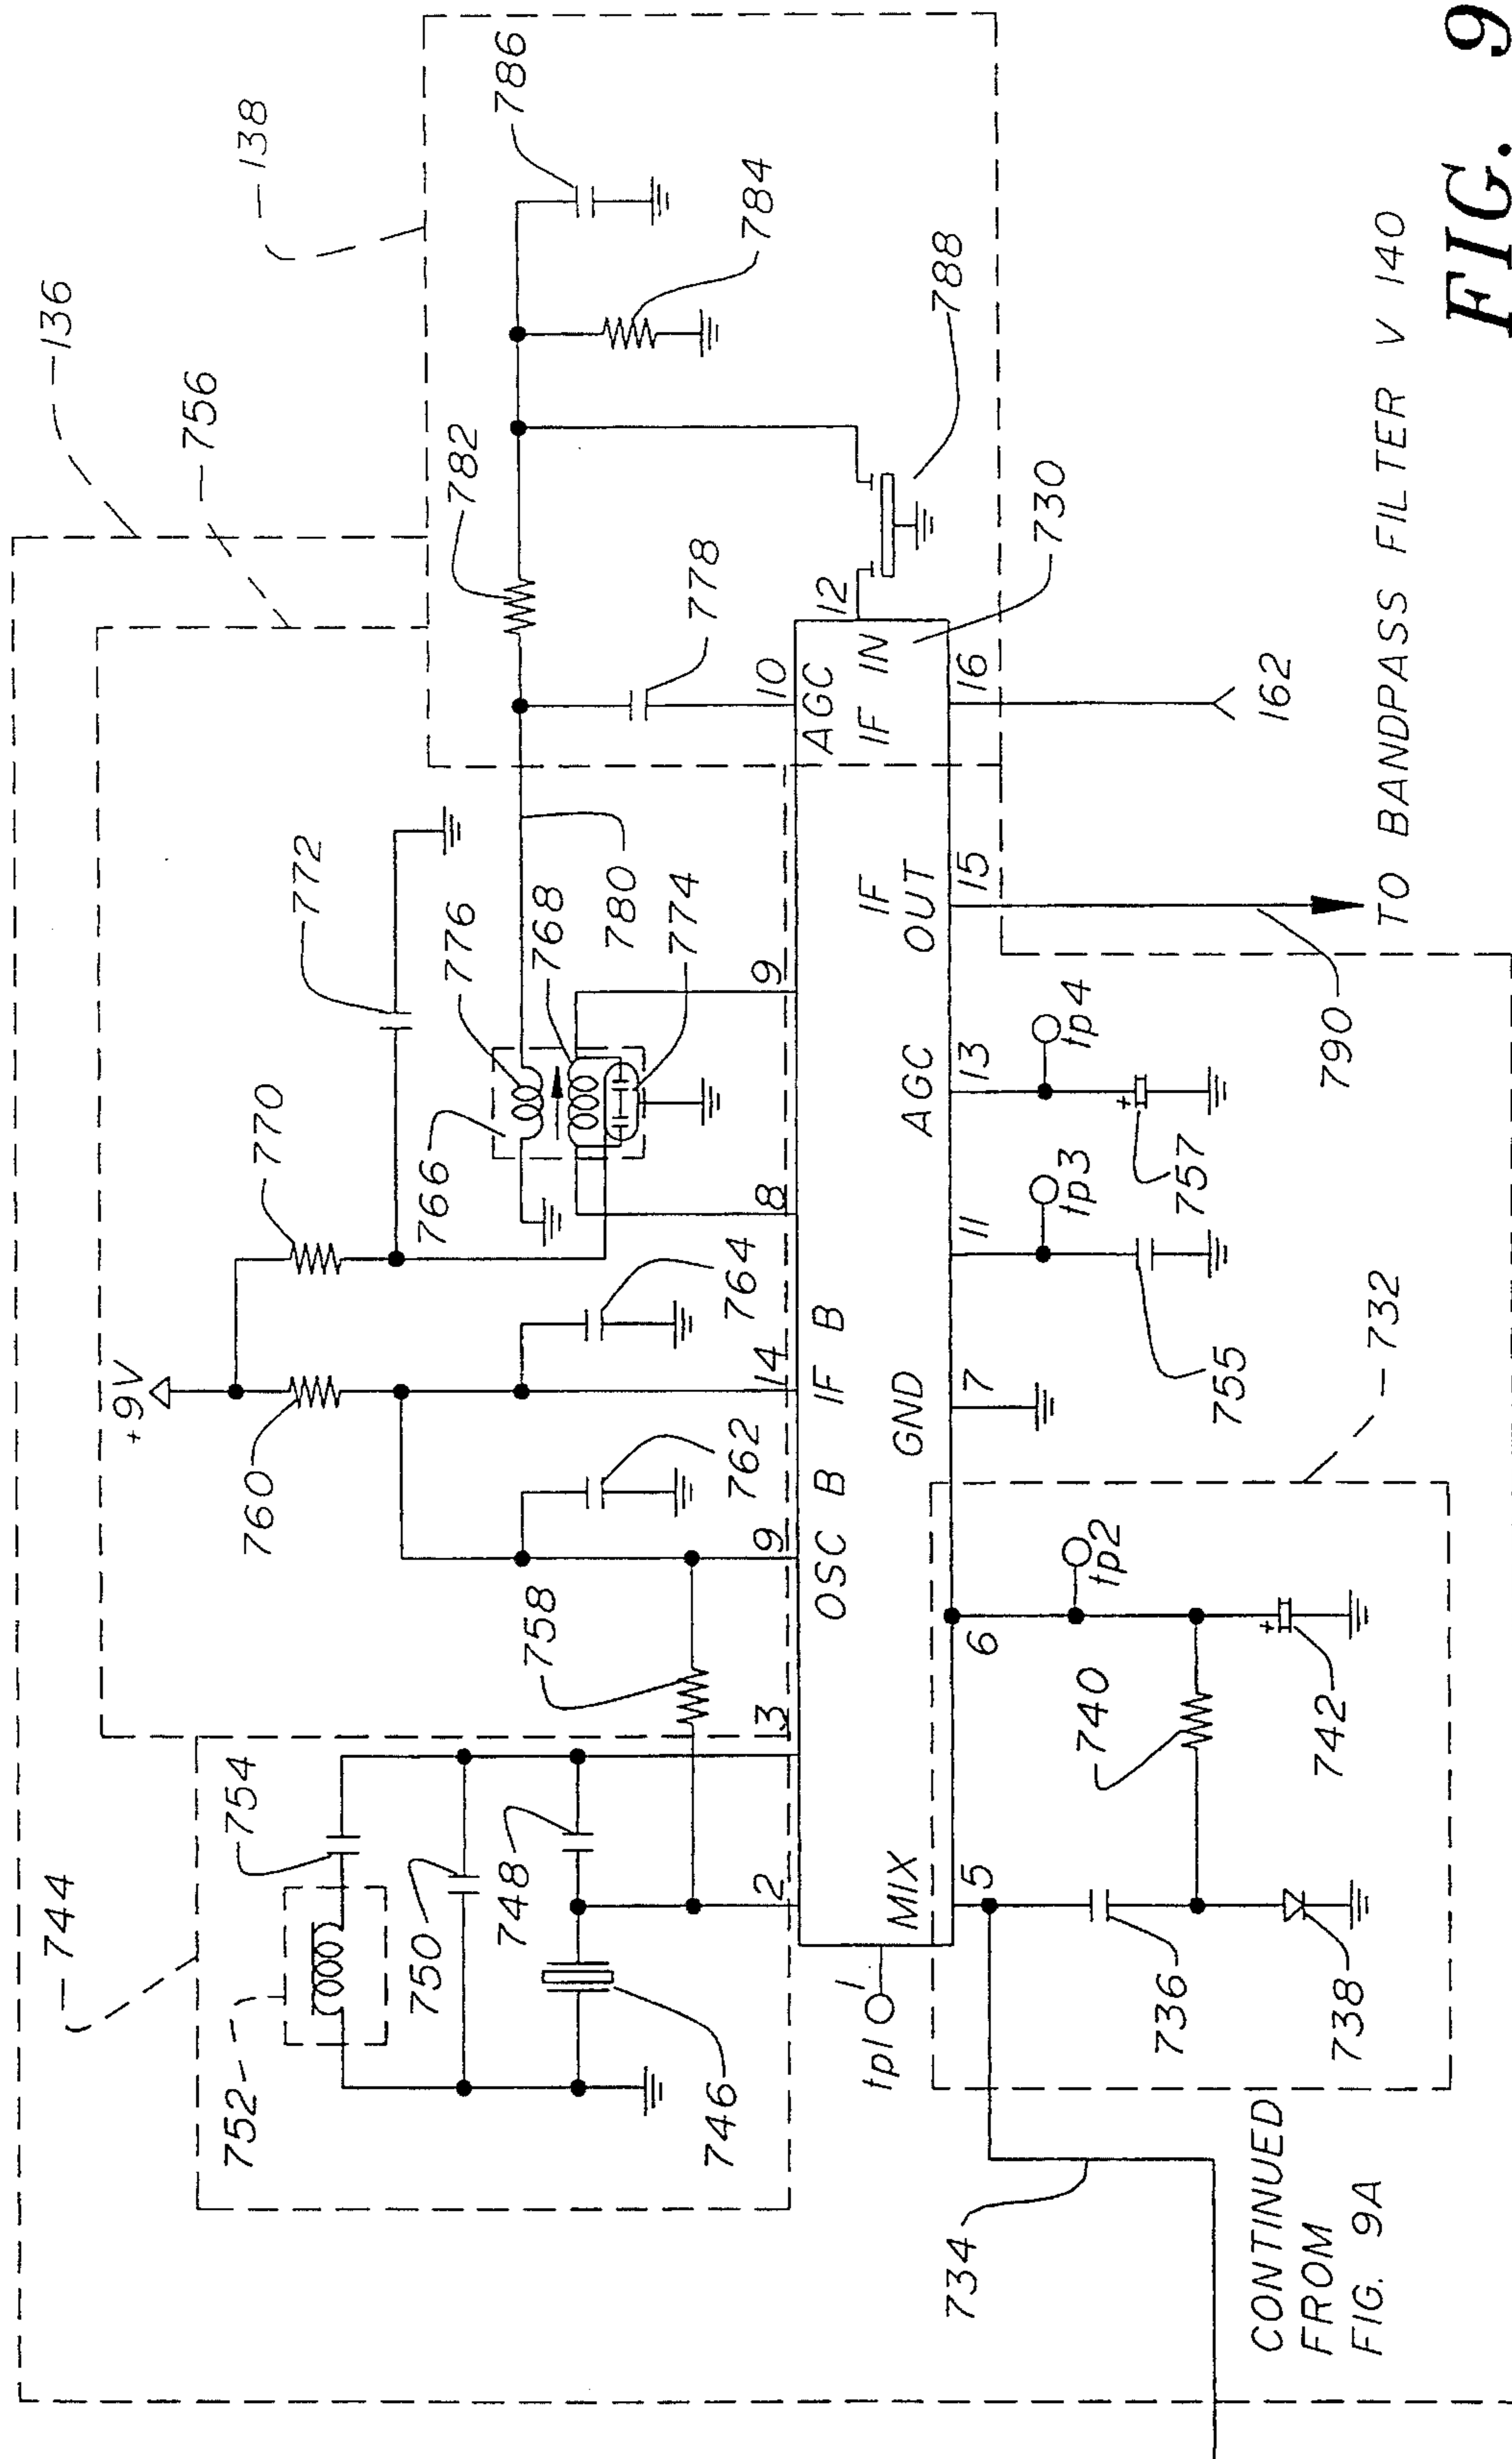 136
756
138
744
+9V
770
772
760
752
754
750
748
746
758
762
764
766
776
768
780
774
782
778
784
786
788
730
2
3
9
14
8
9
10
12
OSC B
IF B
AGC
IF IN
MIX
GND
AGC
IF
OUT
tp1
1
5
6
7
11
13
15
16
tp2
tp3
tp4
734
736
738
740
742
732
755
757
790
162
CONTINUED
FROM
FIG. 9A
TO BANDPASS FILTER V 140
FIG. 9